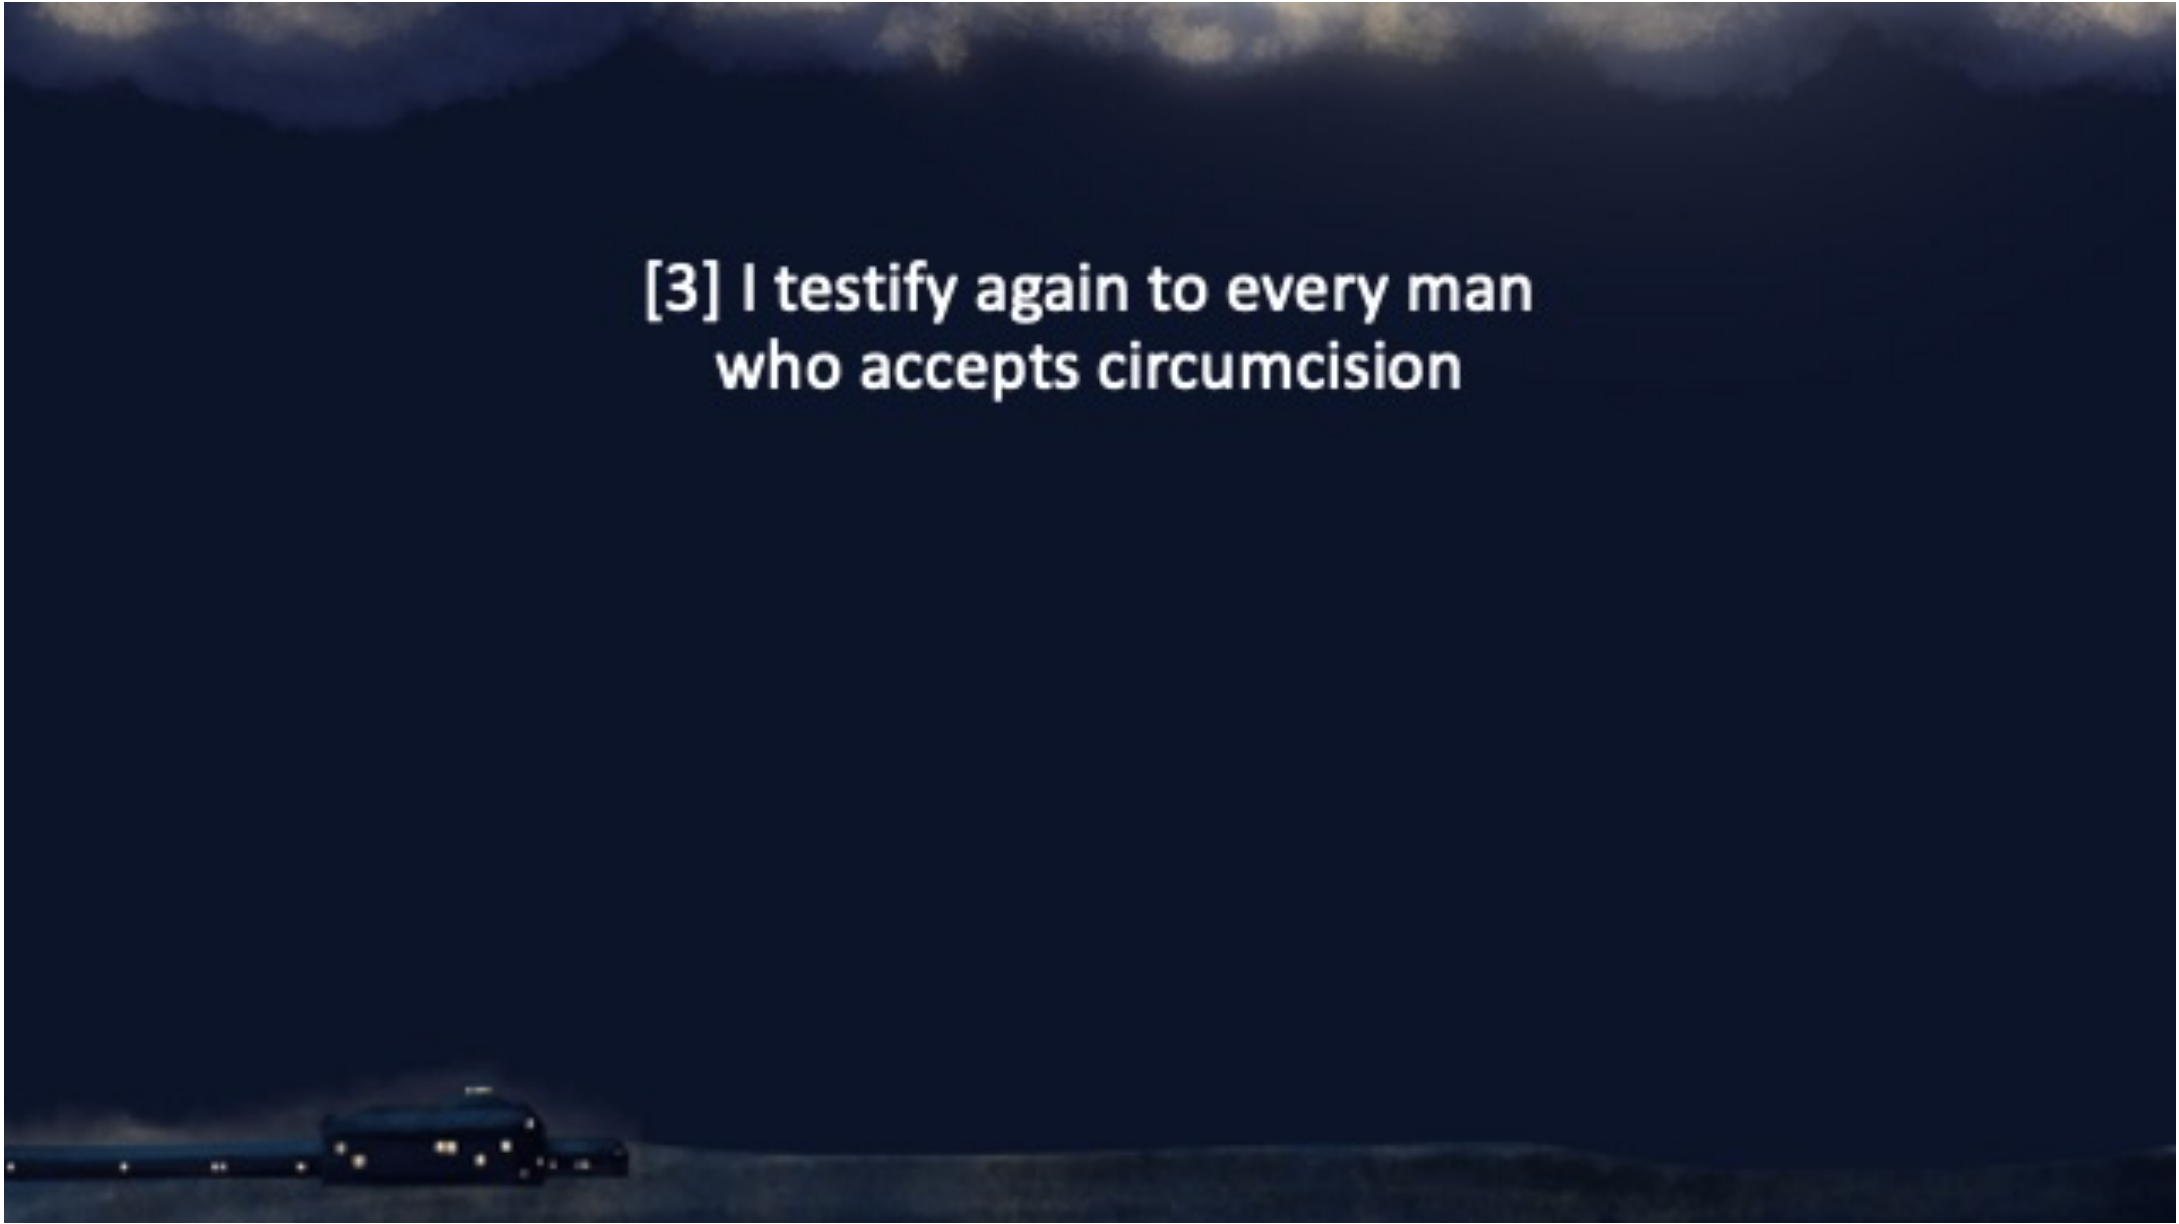 [3] I testify again to every man
who accepts circumcision